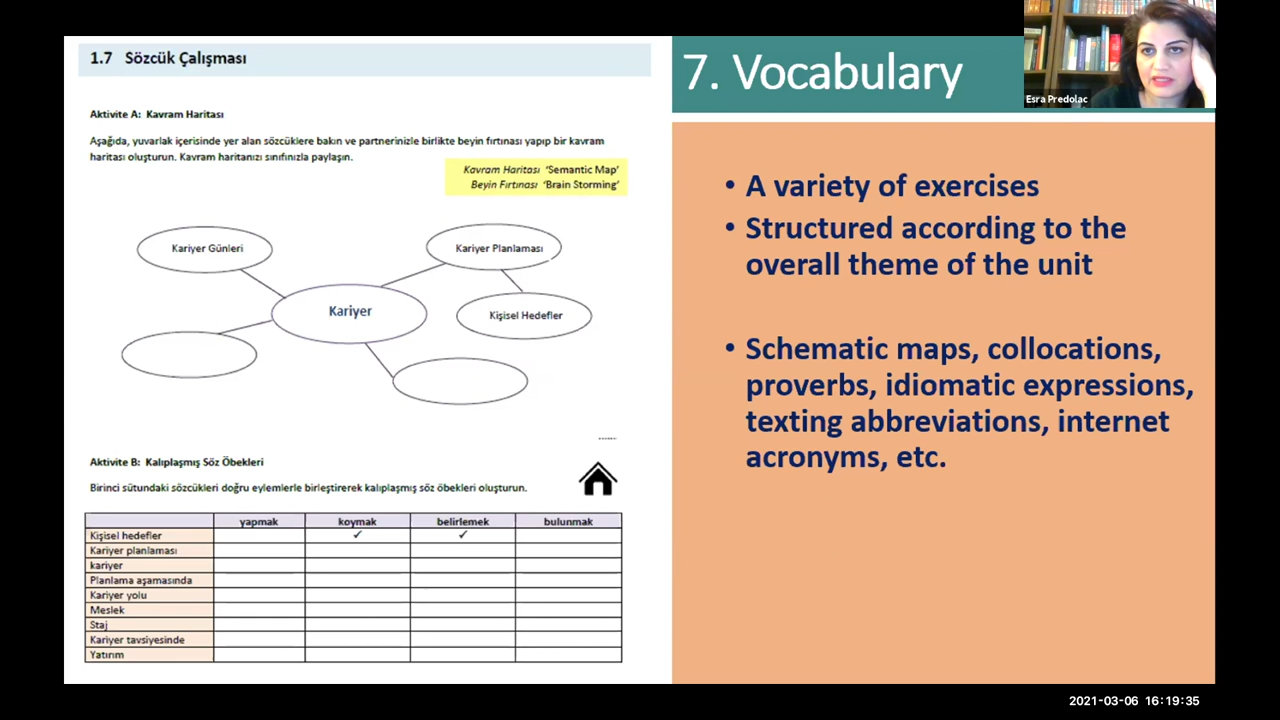 1.7 Sözcük Çalışması
Aktivite A: Kavram Haritası
Aşağıda, yuvarlak içerisinde yer alan sözcüklere bakın ve partnerinizle birlikte beyin fırtınası yapıp bir kavram
haritası oluşturun. Kavram haritanızı sınıfınızla paylaşın.
Kavram Haritası 'Semantic Map'
Beyin Fırtınası 'Brain Storming'
Kariyer Günleri
Kariyer Planlaması
Kariyer
Kişisel Hedefler
Aktivite B: Kalıplaşmış Söz Öbekleri
Birinci sütundaki sözcükleri doğru eylemlerle birleştirerek kalıplaşmış söz öbekleri oluşturun.
yapmak koymak belirlemek bulunmak
Kişisel hedefler ✓ ✓
Kariyer planlaması
kariyer
Planlama aşamasında
Kariyer yolu
Meslek
Staj
Kariyer tavsiyesinde
Yatırım
7. Vocabulary
Esra Predolac
• A variety of exercises
• Structured according to the
overall theme of the unit
• Schematic maps, collocations,
proverbs, idiomatic expressions,
texting abbreviations, internet
acronyms, etc.
2021-03-06 16:19:35